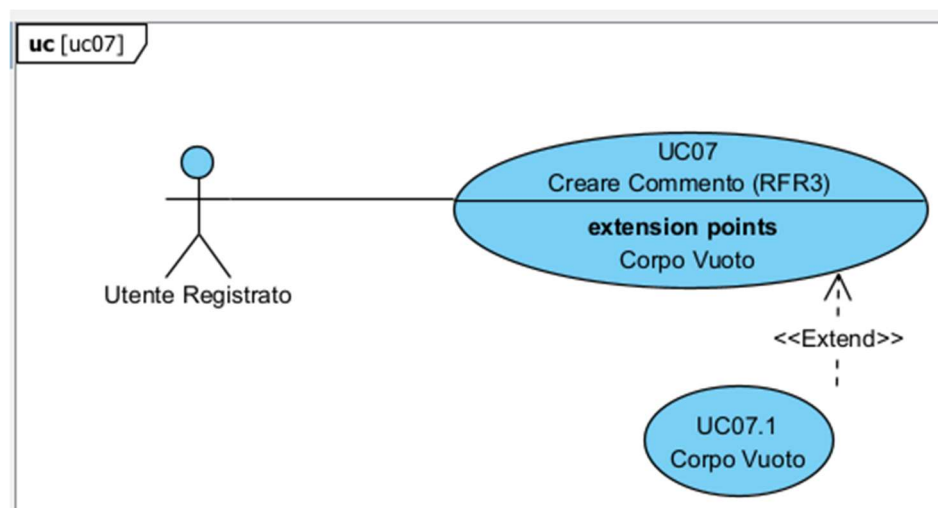 uc [uc07]
UC07
Creare Commento (RFR3)
extension points
Corpo Vuoto
Utente Registrato
<<Extend>>
UC07.1
Corpo Vuoto